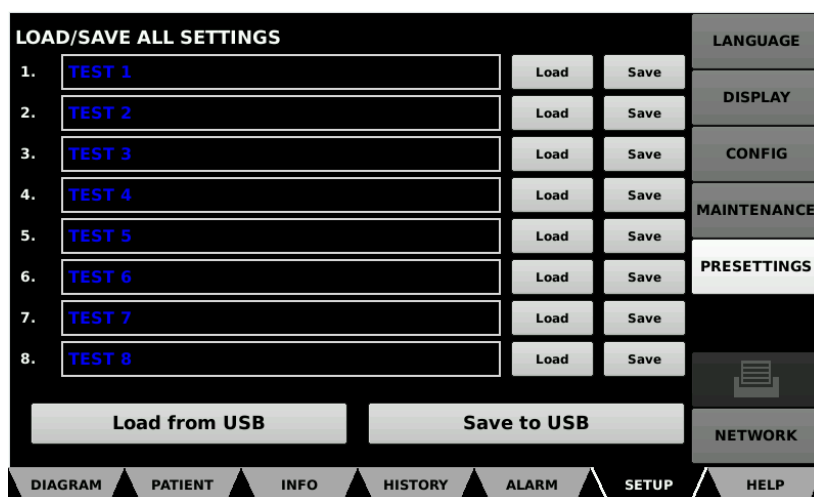 LOAD/SAVE ALL SETTINGS
1. TEST 1 Load Save
2. TEST 2 Load Save
3. TEST 3 Load Save
4. TEST 4 Load Save
5. TEST 5 Load Save
6. TEST 6 Load Save
7. TEST 7 Load Save
8. TEST 8 Load Save
Load from USB Save to USB
LANGUAGE
DISPLAY
CONFIG
MAINTENANCE
PRESETTINGS
NETWORK
DIAGRAM PATIENT INFO HISTORY ALARM SETUP HELP